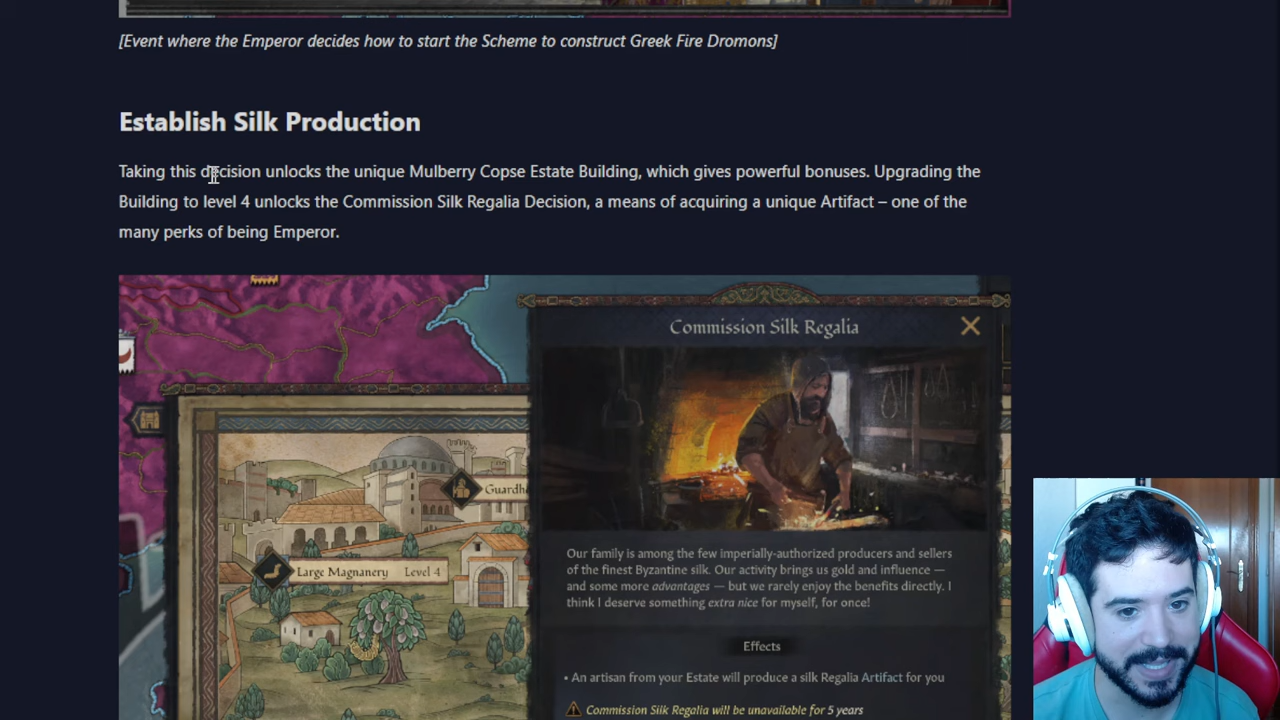 [Event where the Emperor decides how to start the Scheme to construct Greek Fire Dromons]
Establish Silk Production
Taking this decision unlocks the unique Mulberry Copse Estate Building, which gives powerful bonuses. Upgrading the
Building to level 4 unlocks the Commission Silk Regalia Decision, a means of acquiring a unique Artifact – one of the
many perks of being Emperor.
Commission Silk Regalia
Guardh
Large Magnanery Level 4
Our family is among the few imperially-authorized producers and sellers
of the finest Byzantine silk. Our activity brings us gold and influence —
and some more advantages — but we rarely enjoy the benefits directly. I
think I deserve something extra nice for myself, for once!
Effects
• An artisan from your Estate will produce a silk Regalia Artifact for you
Commission Silk Regalia will be unavailable for 5 years